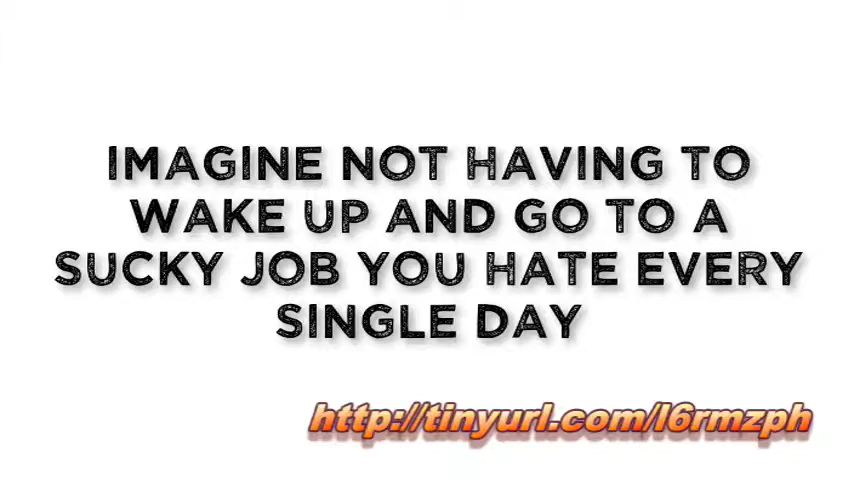 IMAGINE NOT HAVING TO
WAKE UP AND GO TO A
SUCKY JOB YOU HATE EVERY
SINGLE DAY
http://tinyurl.com/l6rmzph